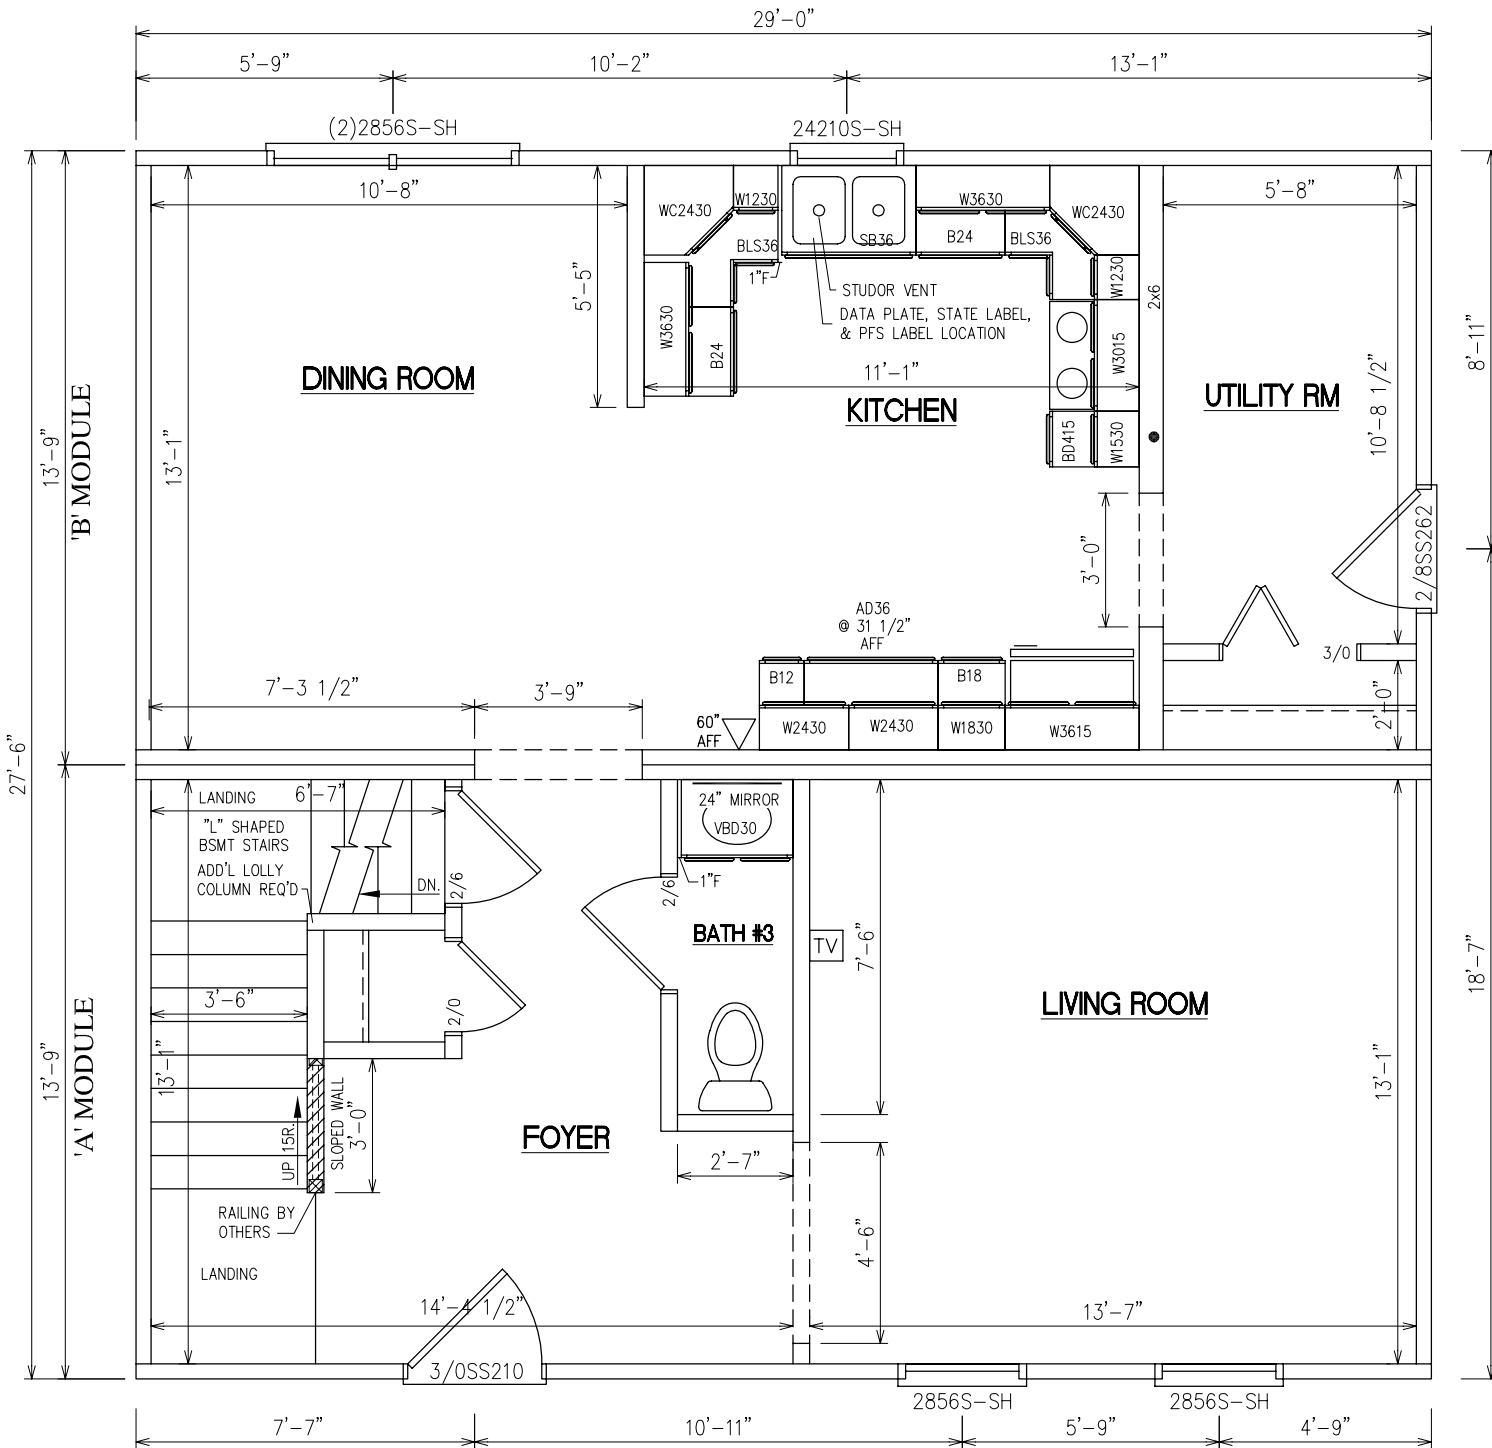 29'-0"
5'-9"
10'-2"
13'-1"
(2)2856S-SH
24210S-SH
10'-8"
5'-8"
WC2430
W1230
W3630
WC2430
BLS36
SB36
B24
BLS36
1"F
W1230
2x6
STUDOR VENT
DATA PLATE, STATE LABEL,
& PFS LABEL LOCATION
5'-5"
W3630
B24
W3015
8'-11"
DINING ROOM
11'-1"
KITCHEN
UTILITY RM
10'-8 1/2"
BD415
W1530
13'-9"
'B' MODULE
13'-1"
2/8SS262
3'-0"
AD36
@ 31 1/2"
AFF
3/0
B12
B18
7'-3 1/2"
3'-9"
2'-0"
60"
AFF
W2430
W2430
W1830
W3615
27'-6"
LANDING
6'-7"
"L" SHAPED
BSMT STAIRS
ADD'L LOLLY
COLUMN REQ'D
DN.
2/6
24" MIRROR
VBD30
1"F
2/6
BATH #3
TV
7'-6"
18'-7"
3'-6"
2/0
LIVING ROOM
13'-9"
'A' MODULE
13'-1"
UP 15R.
SLOPED WALL
3'-0"
FOYER
13'-1"
2'-7"
RAILING BY
OTHERS
4'-6"
LANDING
14'-4 1/2"
13'-7"
3/0SS210
2856S-SH
2856S-SH
7'-7"
10'-11"
5'-9"
4'-9"